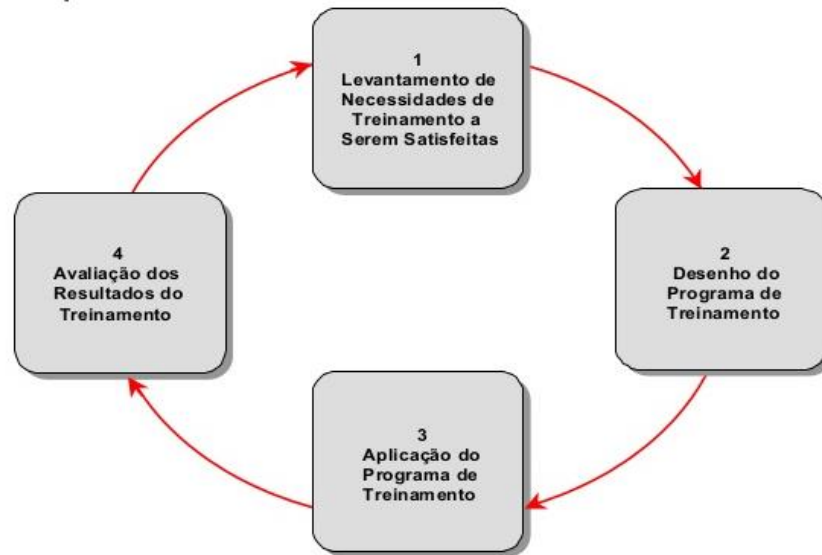 1
Levantamento de
Necessidades de
Treinamento a
Serem Satisfeitas
2
Desenho do
Programa de
Treinamento
3
Aplicação do
Programa de
Treinamento
4
Avaliação dos
Resultados do
Treinamento